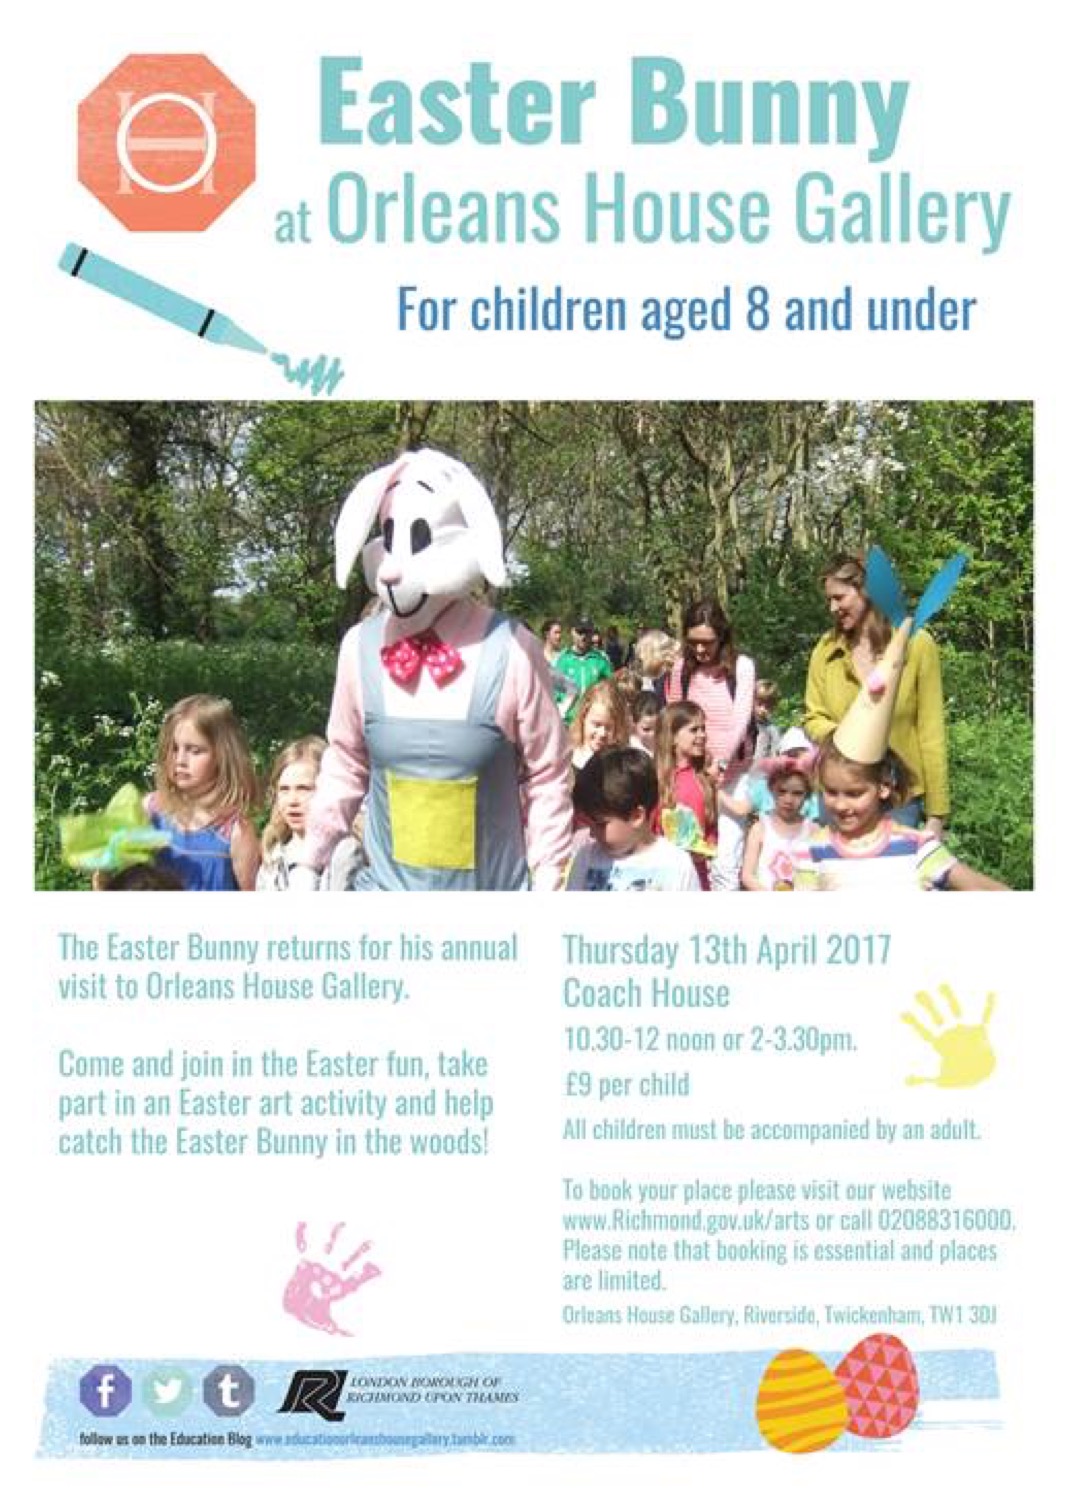 Easter Bunny
at Orleans House Gallery
For children aged 8 and under
The Easter Bunny returns for his annual
visit to Orleans House Gallery.
Come and join in the Easter fun, take
part in an Easter art activity and help
catch the Easter Bunny in the woods!
Thursday 13th April 2017
Coach House
10.30-12 noon or 2-3.30pm.
£9 per child
All children must be accompanied by an adult.
To book your place please visit our website
www.Richmond.gov.uk/arts or call 02088316000.
Please note that booking is essential and places
are limited.
Orleans House Gallery, Riverside, Twickenham, TW1 3DJ
LONDON BOROUGH OF
RICHMOND UPON THAMES
follow us on the Education Blog www.educationorleanshousegallery.tumblr.com